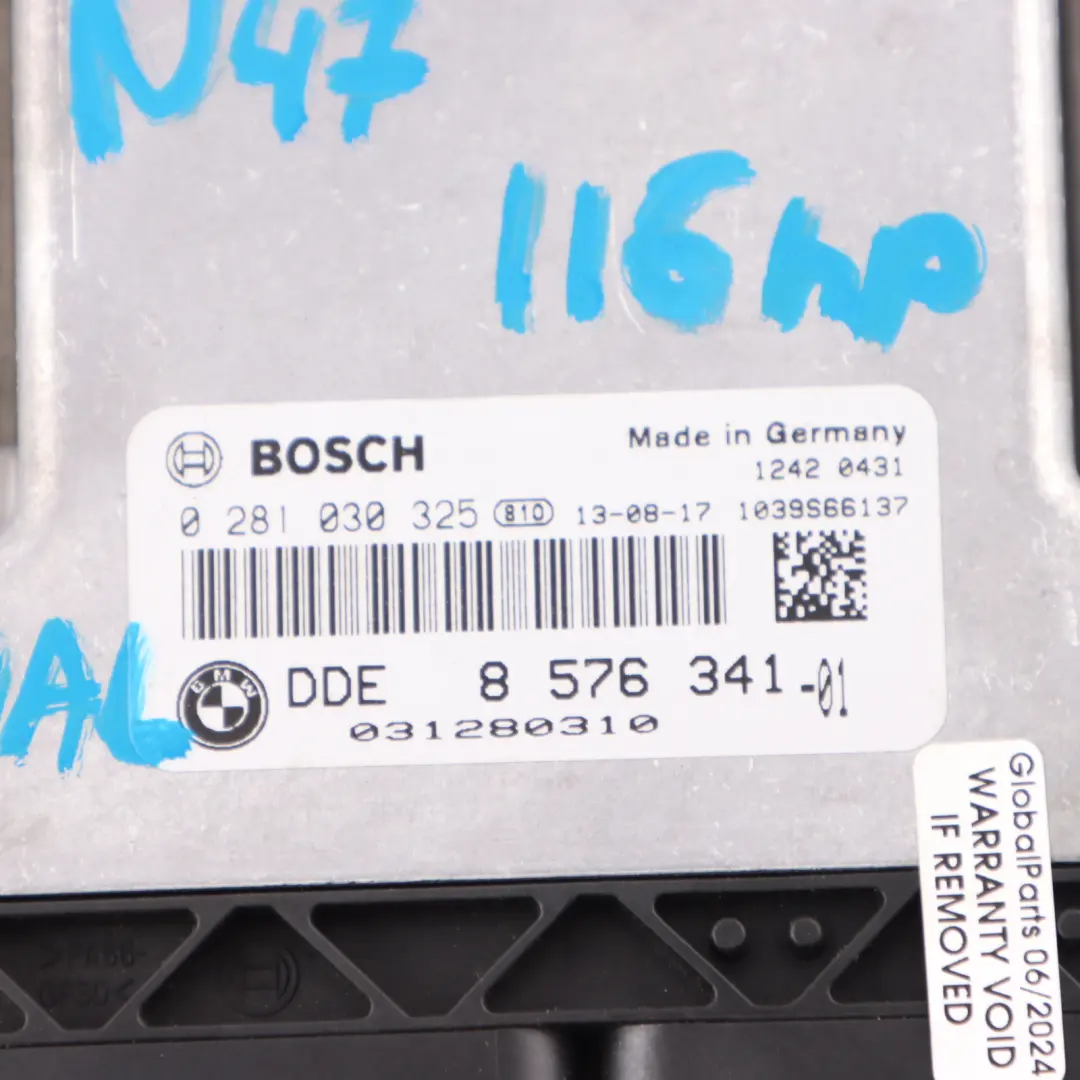 N47
116hp
BOSCH
Made in Germany
1242 0431
0 281 030 325 810 13-08-17 1039S66137
BMW
DDE 8 576 341-01
031280310
GlobalParts 06/2024
WARRANTY VOID
IF REMOVED